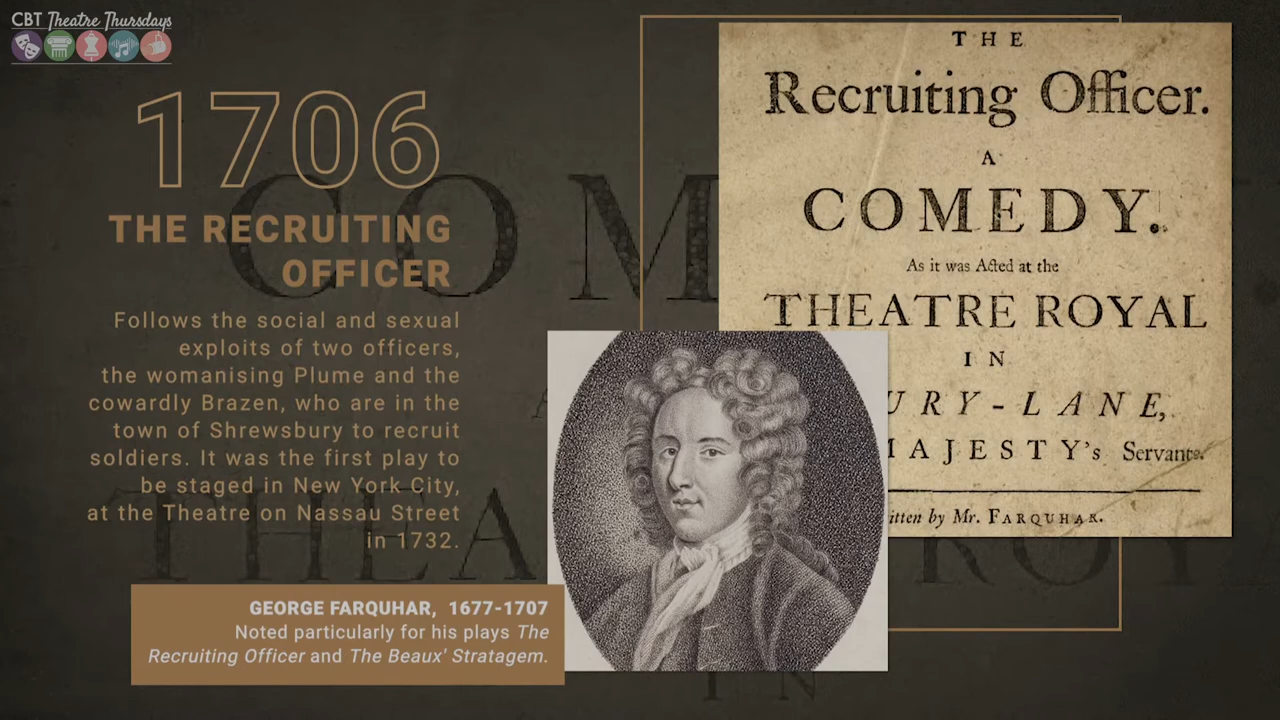 CBT Theatre Thursdays
1706
THE RECRUITING
OFFICER
Follows the social and sexual
exploits of two officers,
the womanising Plume and the
cowardly Brazen, who are in the
town of Shrewsbury to recruit
soldiers. It was the first play to
be staged in New York City,
at the Theatre on Nassau Street
in 1732.
GEORGE FARQUHAR, 1677-1707
Noted particularly for his plays The
Recruiting Officer and The Beaux' Stratagem.
THE
Recruiting Officer.
A
COMEDY.
As it was Acted at the
THEATRE ROYAL
IN
URY-LANE,
MAJESTY's Servants.
itten by Mr. FARQUHAR.
COM
THEA ROY
IN